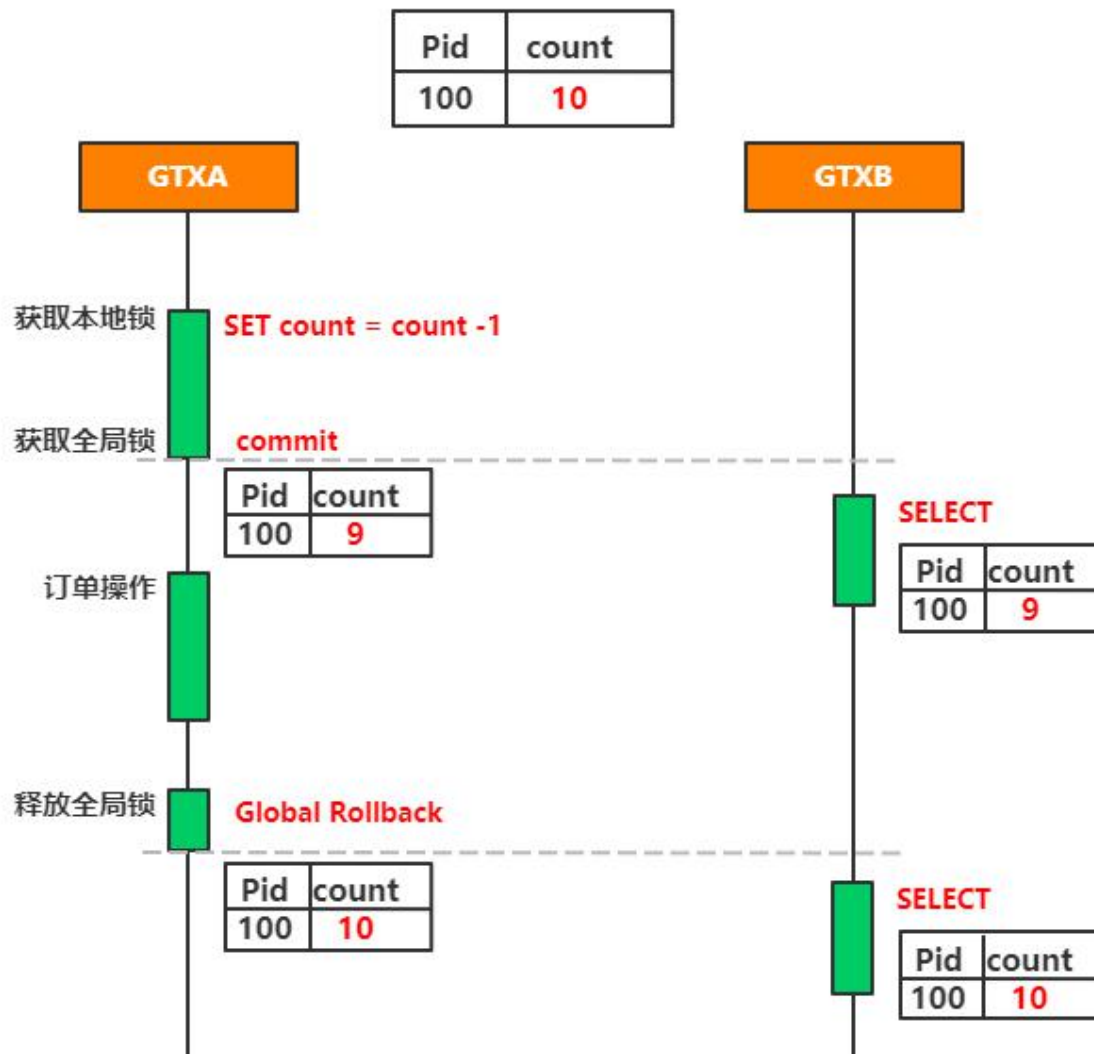 Pid count
100 10
GTXA GTXB
获取本地锁 SET count = count -1
获取全局锁 commit
Pid count
100 9
SELECT
Pid count
100 9
订单操作
释放全局锁 Global Rollback
Pid count
100 10
SELECT
Pid count
100 10